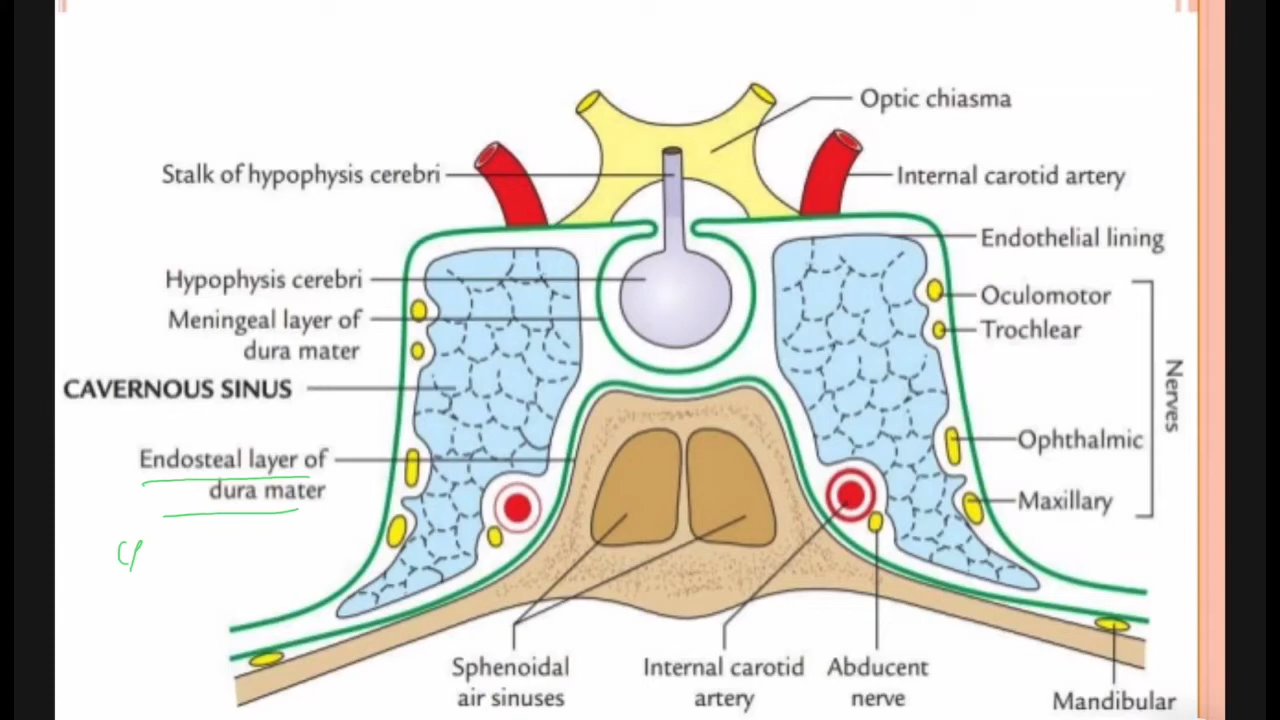 Optic chiasma
Stalk of hypophysis cerebri
Internal carotid artery
Endothelial lining
Hypophysis cerebri
Oculomotor
Meningeal layer of
dura mater
Trochlear
Nerves
CAVERNOUS SINUS
Endosteal layer of
dura mater
Ophthalmic
Maxillary
Sphenoidal
air sinuses
Internal carotid
artery
Abducent
nerve
Mandibular